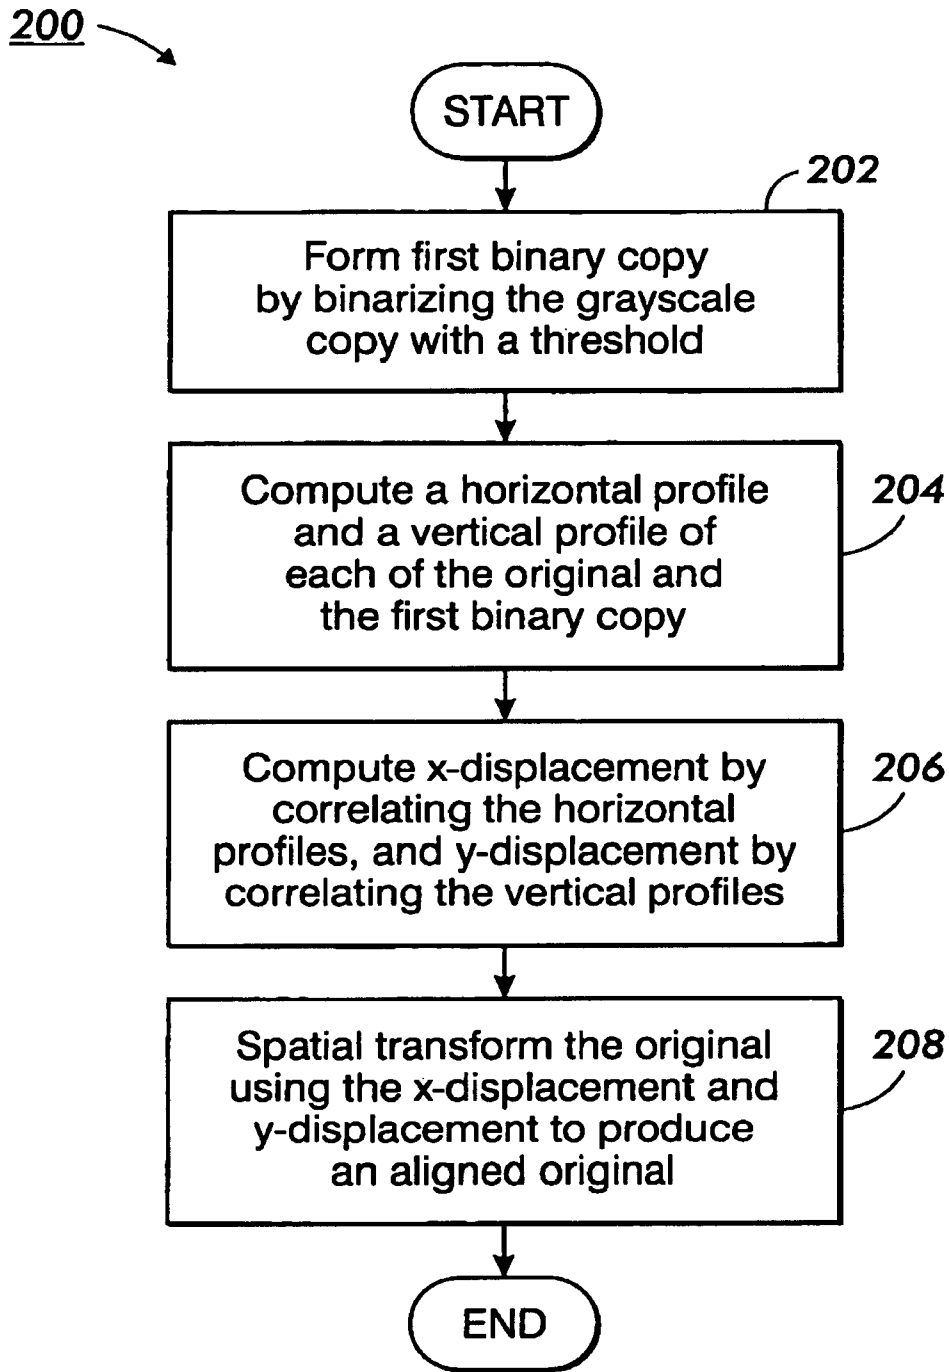 200
START
202
Form first binary copy
by binarizing the grayscale
copy with a threshold
Compute a horizontal profile
and a vertical profile of
each of the original and
the first binary copy
204
Compute x-displacement by
correlating the horizontal
profiles, and y-displacement by
correlating the vertical profiles
206
Spatial transform the original
using the x-displacement and
y-displacement to produce
an aligned original
208
END